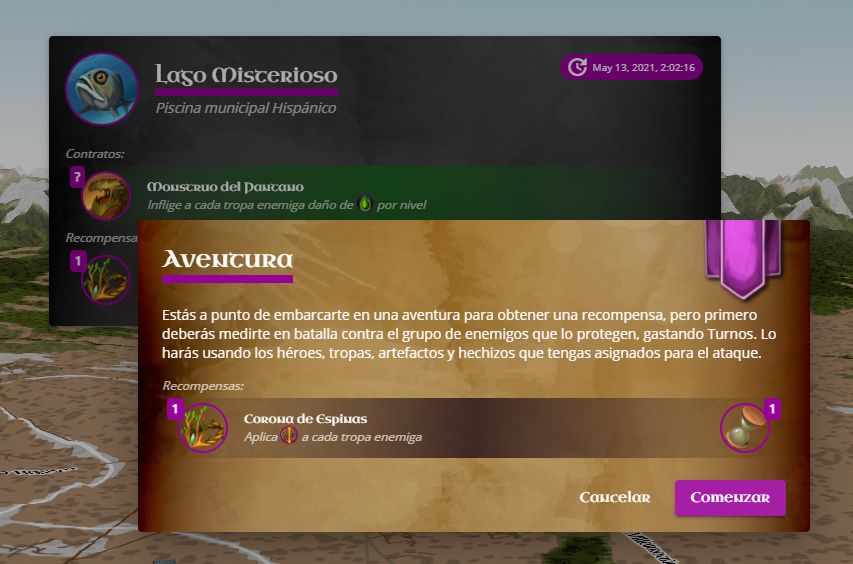 Lago Misterioso
May 13, 2021, 2:02:16
Piscina municipal Hispánico
Contratos:
?
Monstruo del Pantano
Inflige a cada tropa enemiga daño de por nivel
Recompensa
1
Aventura
Estás a punto de embarcarte en una aventura para obtener una recompensa, pero primero
deberás medirte en batalla contra el grupo de enemigos que lo protegen, gastando Turnos. Lo
harás usando los héroes, tropas, artefactos y hechizos que tengas asignados para el ataque.
Recompensas:
1
Corona de Espinas
Aplica a cada tropa enemiga
1
Cancelar
Comenzar